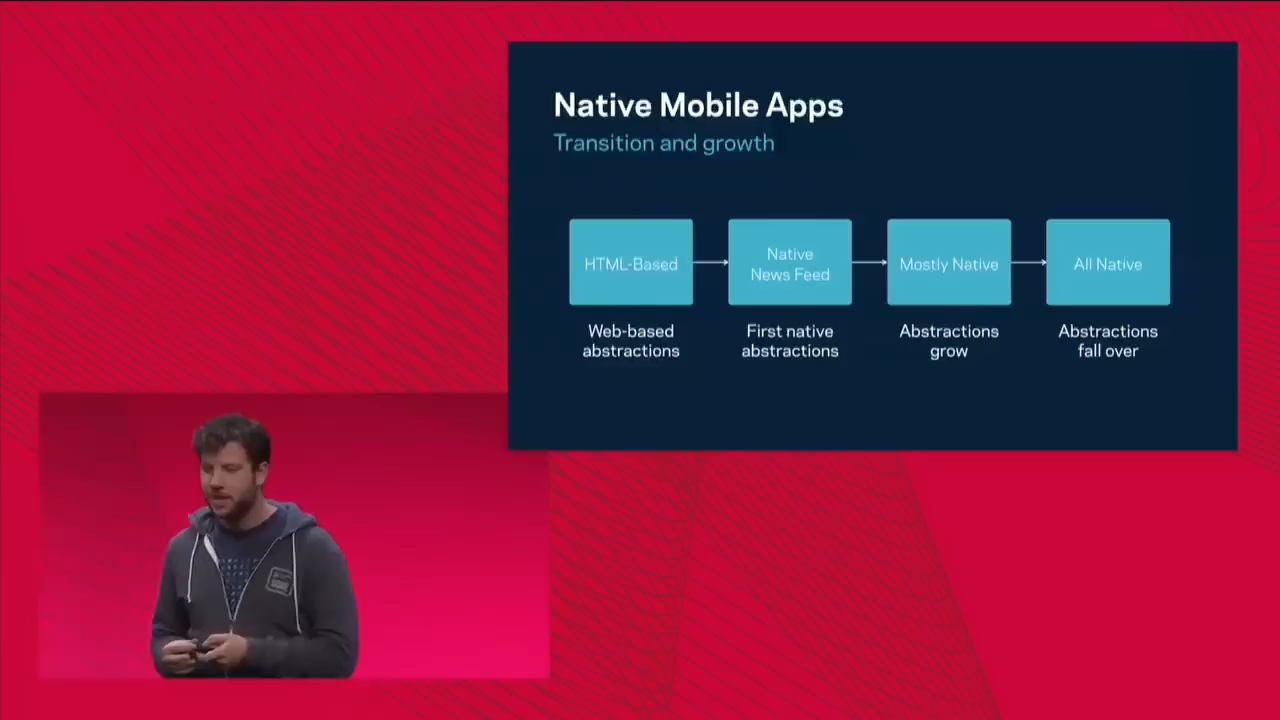 Native Mobile Apps
Transition and growth
HTML-Based
Native
News Feed
Mostly Native
All Native
Web-based
abstractions
First native
abstractions
Abstractions
grow
Abstractions
fall over